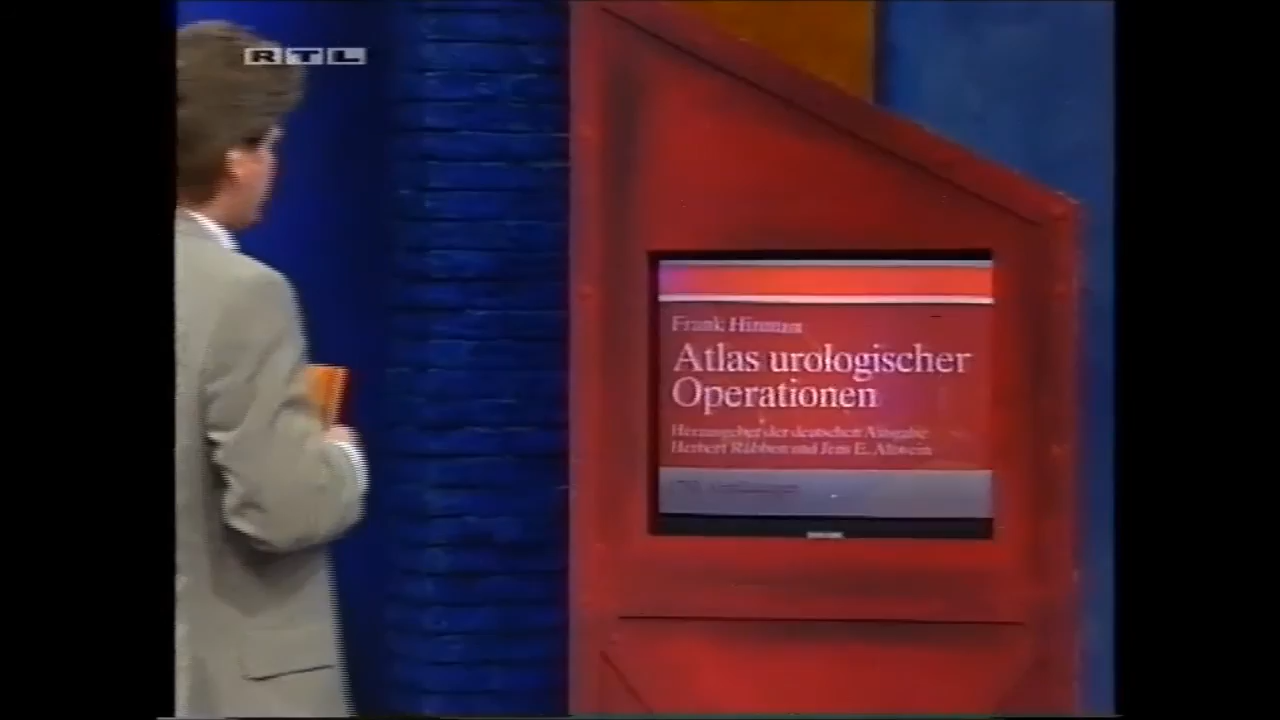 RTL
Frank Hinman
Atlas urologischer
Operationen
Herausgeber der deutschen Ausgabe
Herbert Rübben und Jens E. Altwein